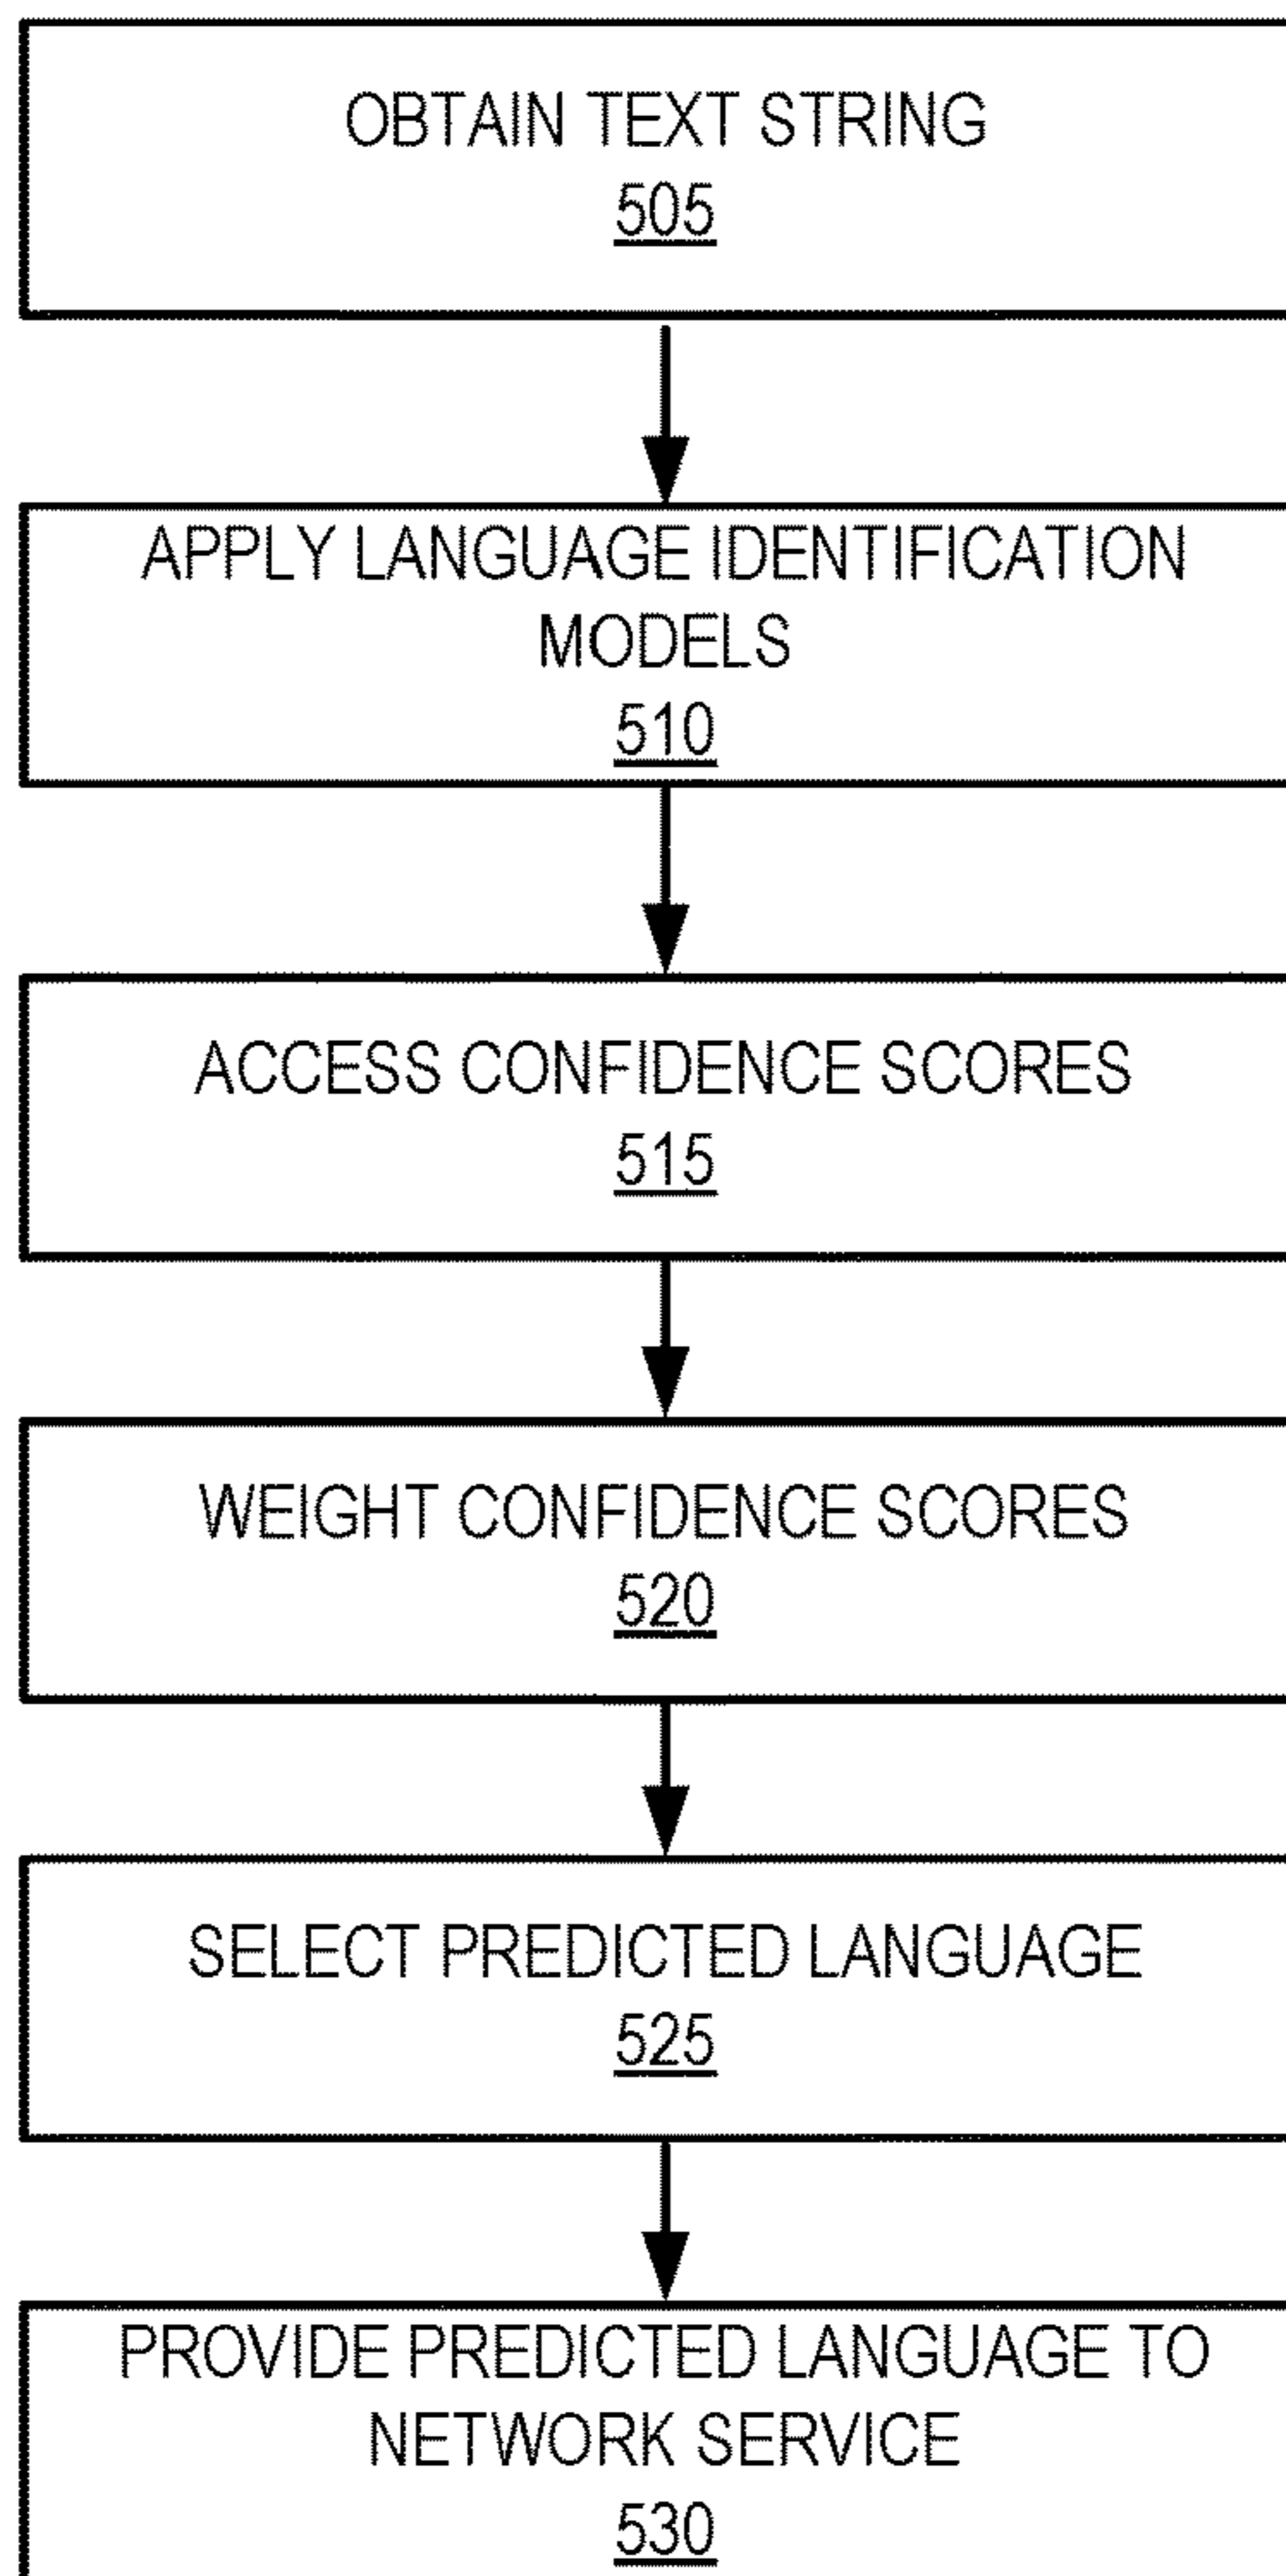 OBTAIN TEXT STRING
505
APPLY LANGUAGE IDENTIFICATION
MODELS
510
ACCESS CONFIDENCE SCORES
515
WEIGHT CONFIDENCE SCORES
520
SELECT PREDICTED LANGUAGE
525
PROVIDE PREDICTED LANGUAGE TO
NETWORK SERVICE
530